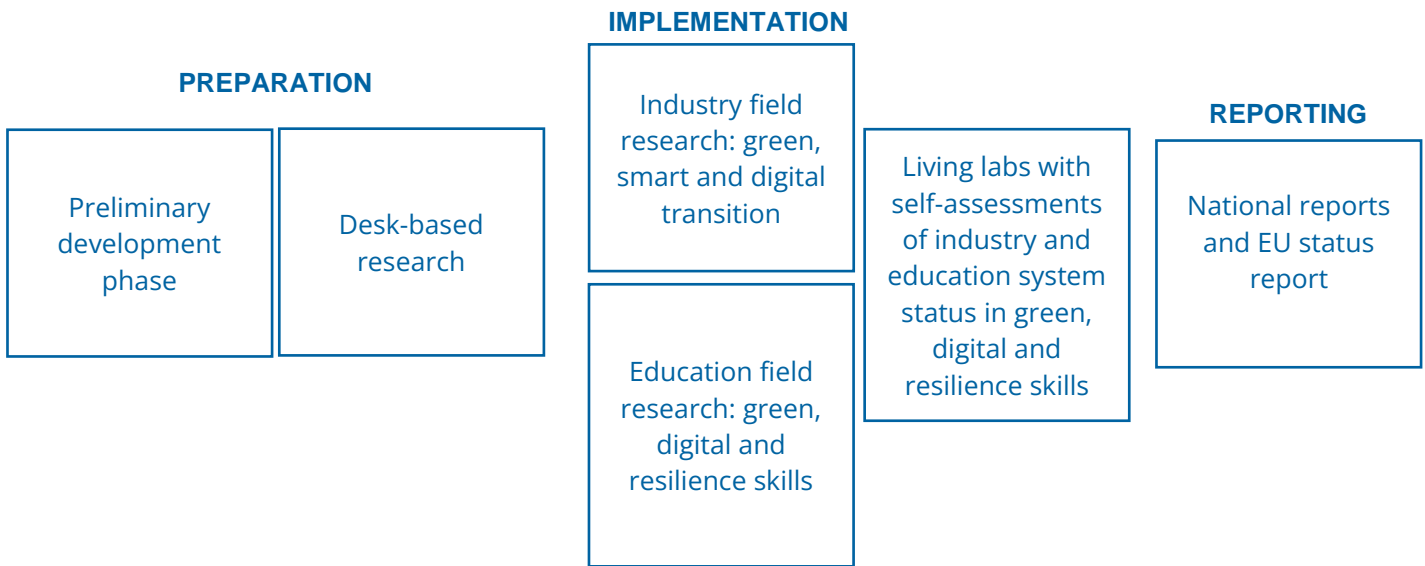 PREPARATION
Preliminary
development
phase
Desk-based
research
IMPLEMENTATION
Industry field
research: green,
smart and digital
transition
Education field
research: green,
digital and
resilience skills
Living labs with
self-assessments
of industry and
education system
status in green,
digital and
resilience skills
REPORTING
National reports
and EU status
report